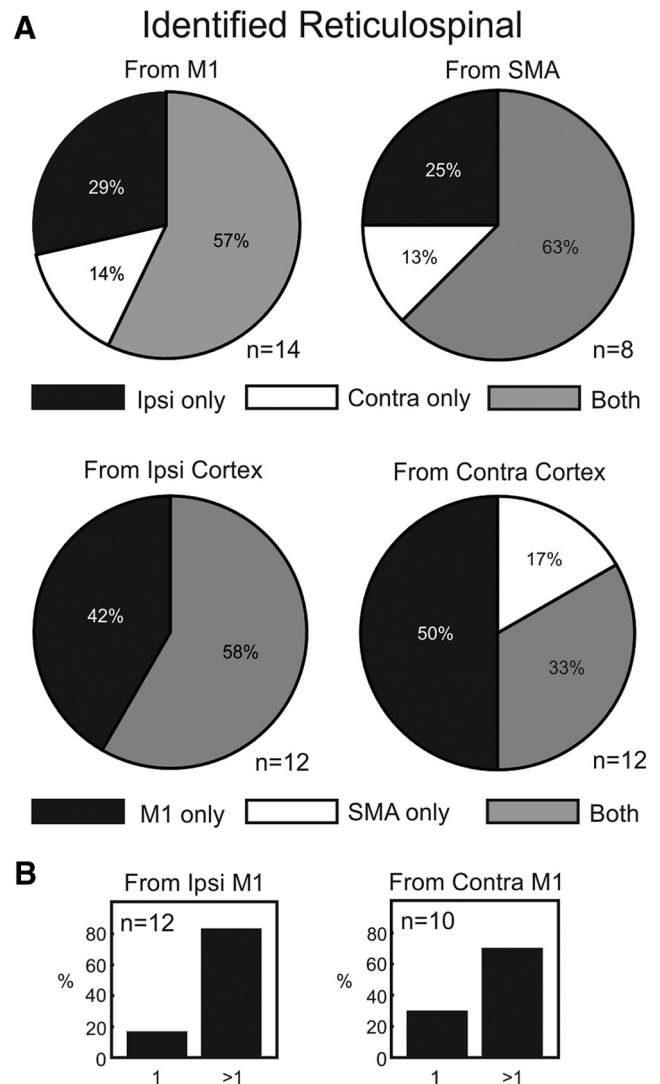 A
Identified Reticulospinal
From M1 From SMA
29% 57% 14% n=14
25% 63% 13% n=8
Ipsi only Contra only Both
From Ipsi Cortex From Contra Cortex
42% 58% n=12
17% 50% 33% n=12
M1 only SMA only Both
B
From Ipsi M1 From Contra M1
n=12 n=10
80 80
60 60
% %
40 40
20 20
0 0
1 >1 1 >1